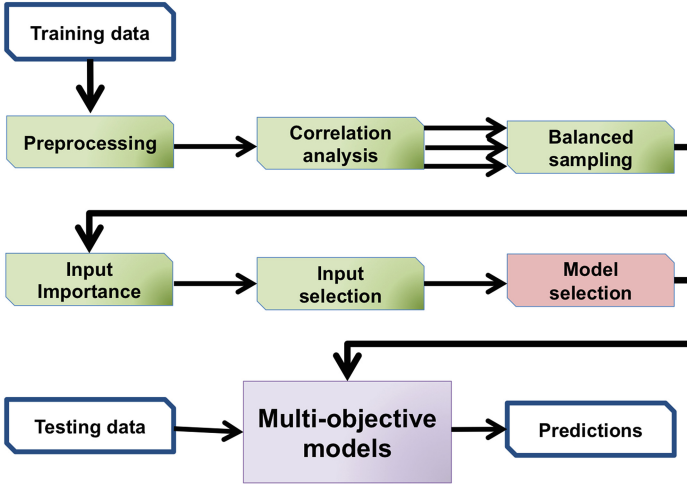 Training data
Preprocessing
Correlation
analysis
Balanced
sampling
Input
Importance
Input
selection
Model
selection
Testing data
Multi-objective
models
Predictions